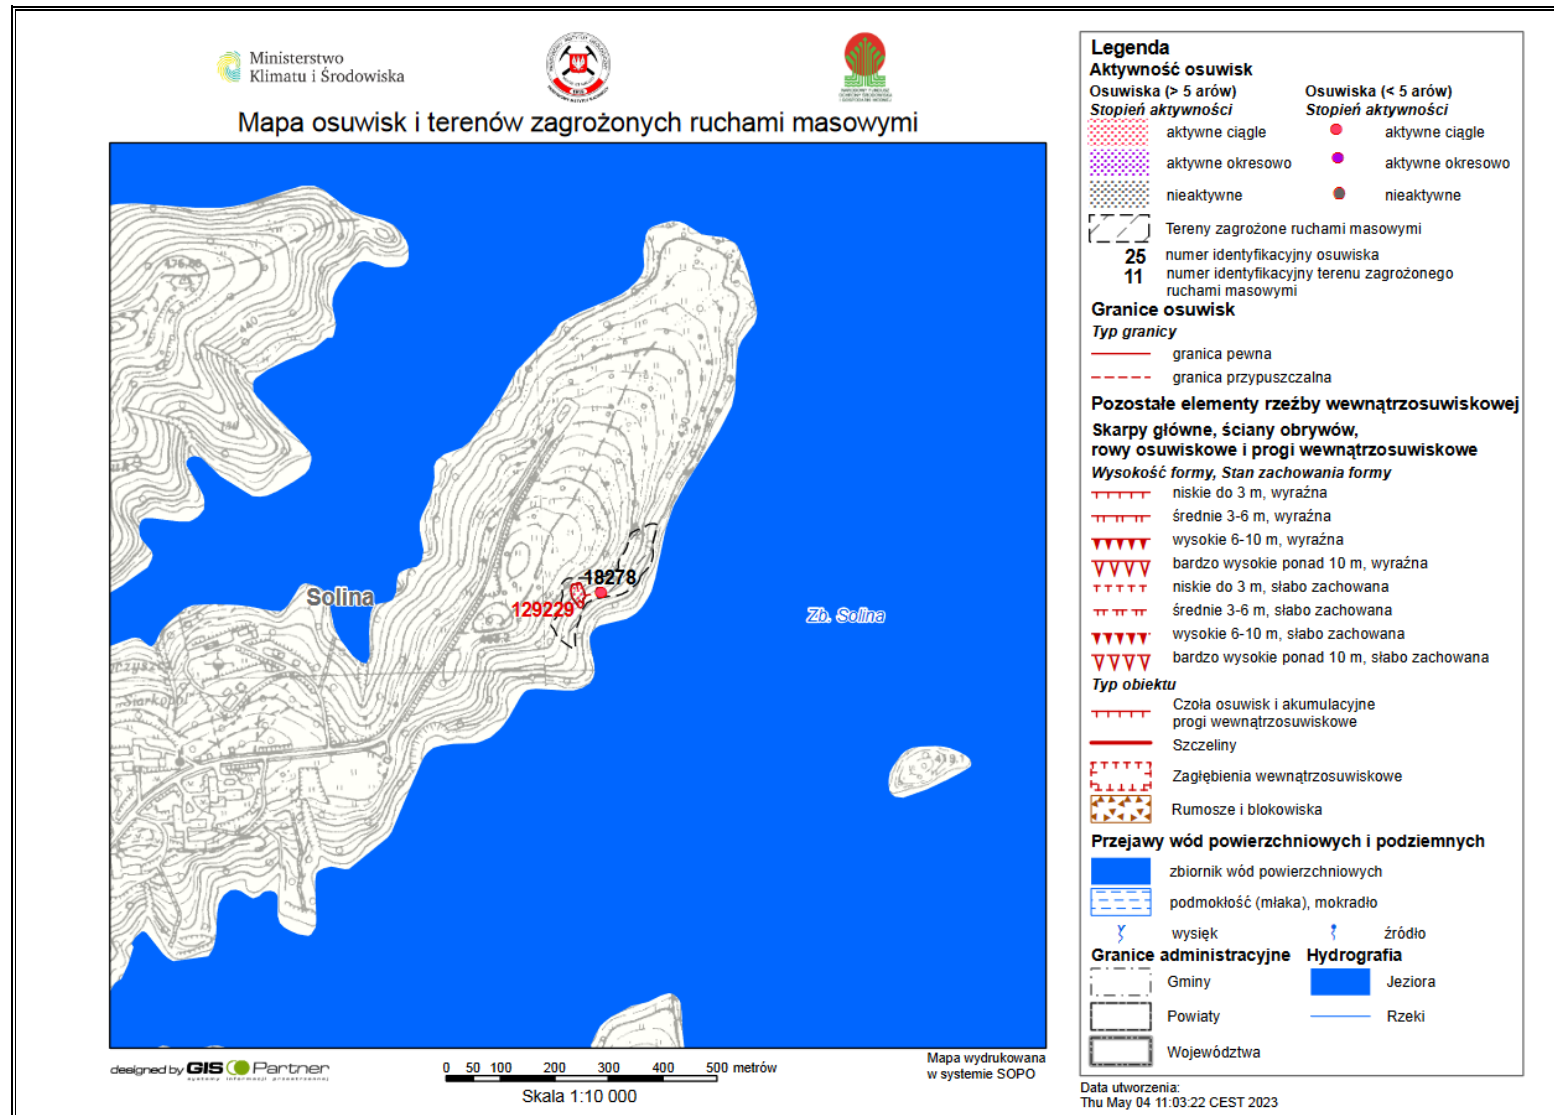 Ministerstwo
Klimatu i Środowiska
Mapa osuwisk i terenów zagrożonych ruchami masowymi
440
430
Solina
18278
129229
Zb. Solina
"Siarkopol"
419.1
designed by GIS Partner
systemy informacji przestrzennej
0 50 100 200 300 400 500 metrów
Skala 1:10 000
Mapa wydrukowana
w systemie SOPO
Legenda
Aktywność osuwisk
Osuwiska (> 5 arów) Osuwiska (< 5 arów)
Stopień aktywności Stopień aktywności
aktywne ciągle aktywne ciągle
aktywne okresowo aktywne okresowo
nieaktywne nieaktywne
Tereny zagrożone ruchami masowymi
25 numer identyfikacyjny osuwiska
11 numer identyfikacyjny terenu zagrożonego
ruchami masowymi
Granice osuwisk
Typ granicy
granica pewna
granica przypuszczalna
Pozostałe elementy rzeźby wewnątrzosuwiskowej
Skarpy główne, ściany obrywów,
rowy osuwiskowe i progi wewnątrzosuwiskowe
Wysokość formy, Stan zachowania formy
niskie do 3 m, wyraźna
średnie 3-6 m, wyraźna
wysokie 6-10 m, wyraźna
bardzo wysokie ponad 10 m, wyraźna
niskie do 3 m, słabo zachowana
średnie 3-6 m, słabo zachowana
wysokie 6-10 m, słabo zachowana
bardzo wysokie ponad 10 m, słabo zachowana
Typ obiektu
Czoła osuwisk i akumulacyjne
progi wewnątrzosuwiskowe
Szczeliny
Zagłębienia wewnątrzosuwiskowe
Rumosze i blokowiska
Przejawy wód powierzchniowych i podziemnych
zbiornik wód powierzchniowych
podmokłość (młaka), mokradło
wysięk źródło
Granice administracyjne Hydrografia
Gminy Jeziora
Powiaty Rzeki
Województwa
Data utworzenia:
Thu May 04 11:03:22 CEST 2023